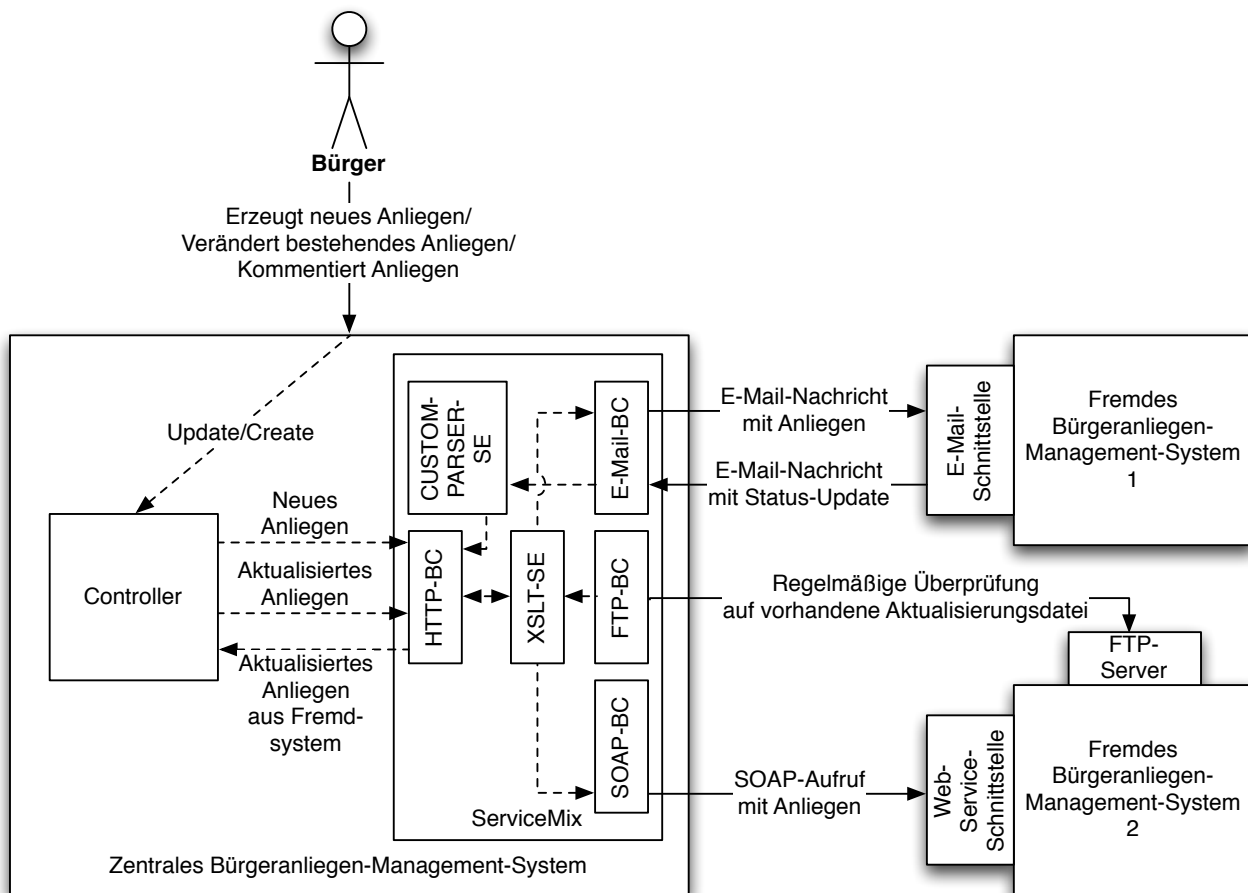 Bürger
Erzeugt neues Anliegen/
Verändert bestehendes Anliegen/
Kommentiert Anliegen
Update/Create
Controller
Neues
Anliegen
Aktualisiertes
Anliegen
Aktualisiertes
Anliegen
aus Fremd-
system
CUSTOM-
PARSER-
SE
HTTP-BC
XSLT-SE
E-Mail-BC
FTP-BC
SOAP-BC
ServiceMix
Zentrales Bürgeranliegen-Management-System
E-Mail-Nachricht
mit Anliegen
E-Mail-Nachricht
mit Status-Update
E-Mail-
Schnittstelle
Fremdes
Bürgeranliegen-
Management-System
1
Regelmäßige Überprüfung
auf vorhandene Aktualisierungsdatei
FTP-
Server
SOAP-Aufruf
mit Anliegen
Web-
Service-
Schnittstelle
Fremdes
Bürgeranliegen-
Management-System
2